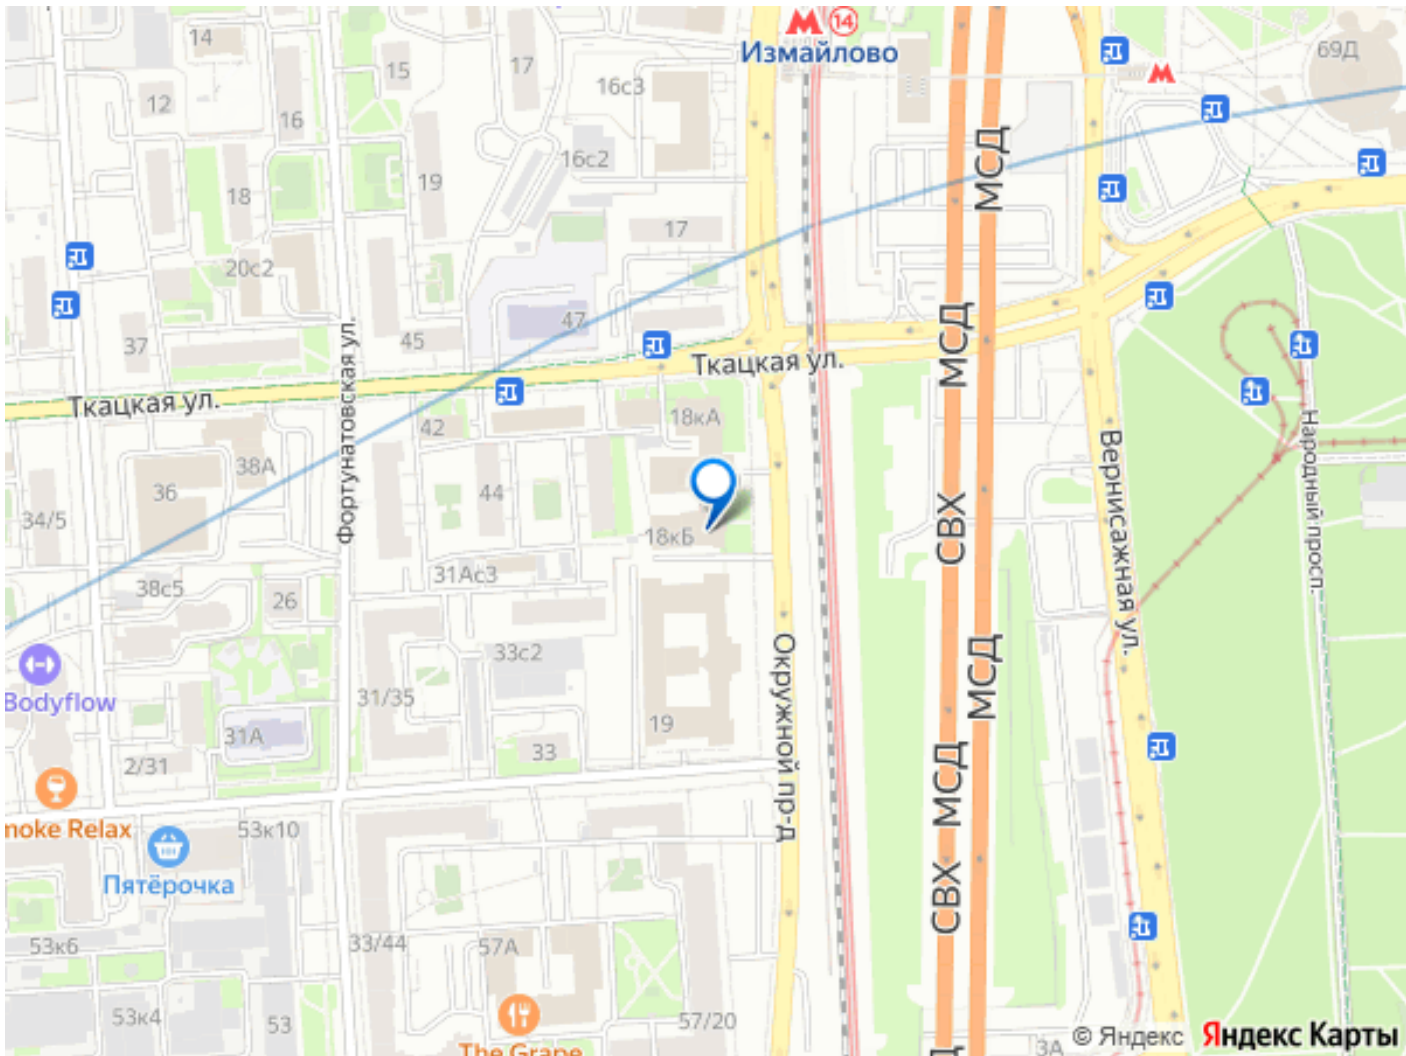 14
Измайлово
69Д
14
15
17
16с3
12
16
16с2
МСД
18
19
17
20с2
47
37
45
МСД
Ткацкая ул.
Ткацкая ул.
Фортунатовская ул.
42
18кА
38А
36
44
34/5
18кБ
СВХ
Вернисажная ул.
Народный просп.
31Ас3
38с5
26
33с2
Bodyflow
31/35
31А
19
Окружной пр-д
МСД
2/31
33
МСД
moke Relax
53к10
Пятёрочка
СВХ
53к6
33/44
57А
53к4
53
57/20
The Grape
3А
© Яндекс
Яндекс Карты